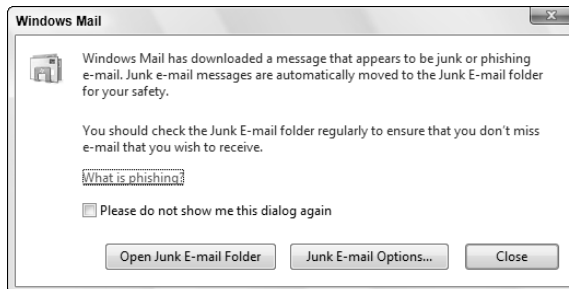 Windows Mail
Windows Mail has downloaded a message that appears to be junk or phishing
e-mail. Junk e-mail messages are automatically moved to the Junk E-mail folder
for your safety.
You should check the Junk E-mail folder regularly to ensure that you don't miss
e-mail that you wish to receive.
What is phishing?
Please do not show me this dialog again
Open Junk E-mail Folder
Junk E-mail Options...
Close